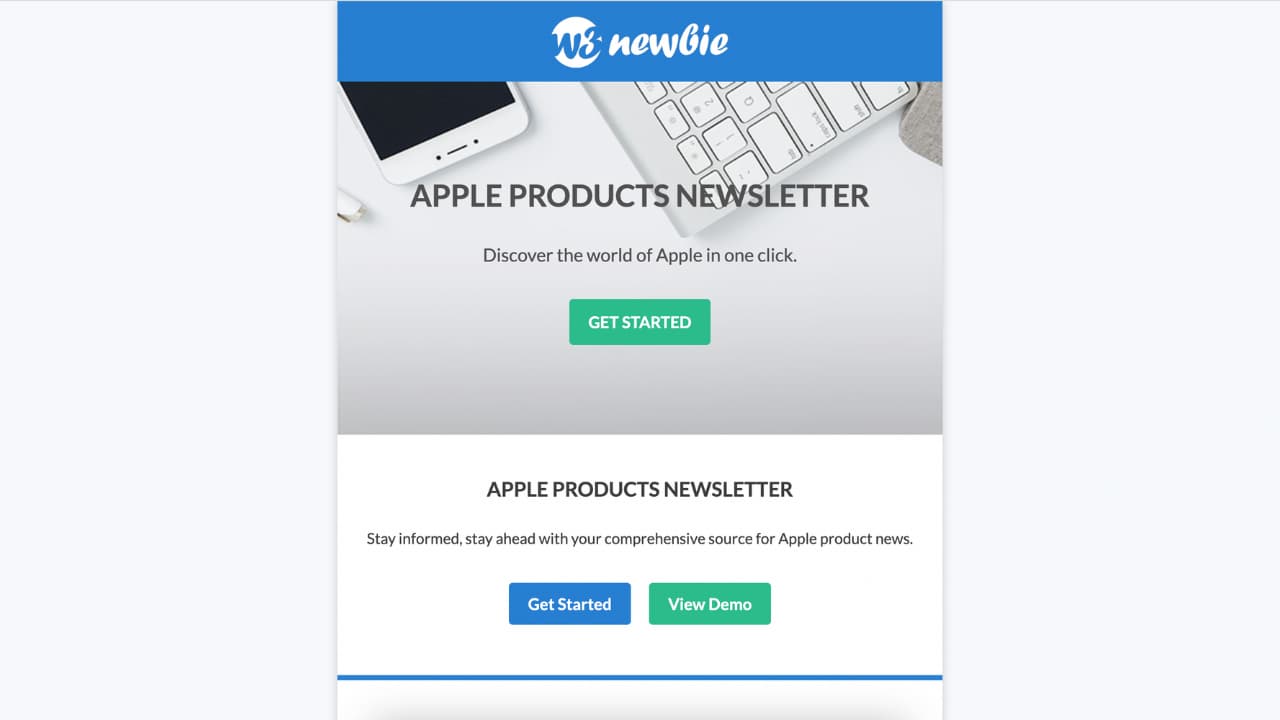 W3 newbie
APPLE PRODUCTS NEWSLETTER
Discover the world of Apple in one click.
GET STARTED
APPLE PRODUCTS NEWSLETTER
Stay informed, stay ahead with your comprehensive source for Apple product news.
Get Started
View Demo